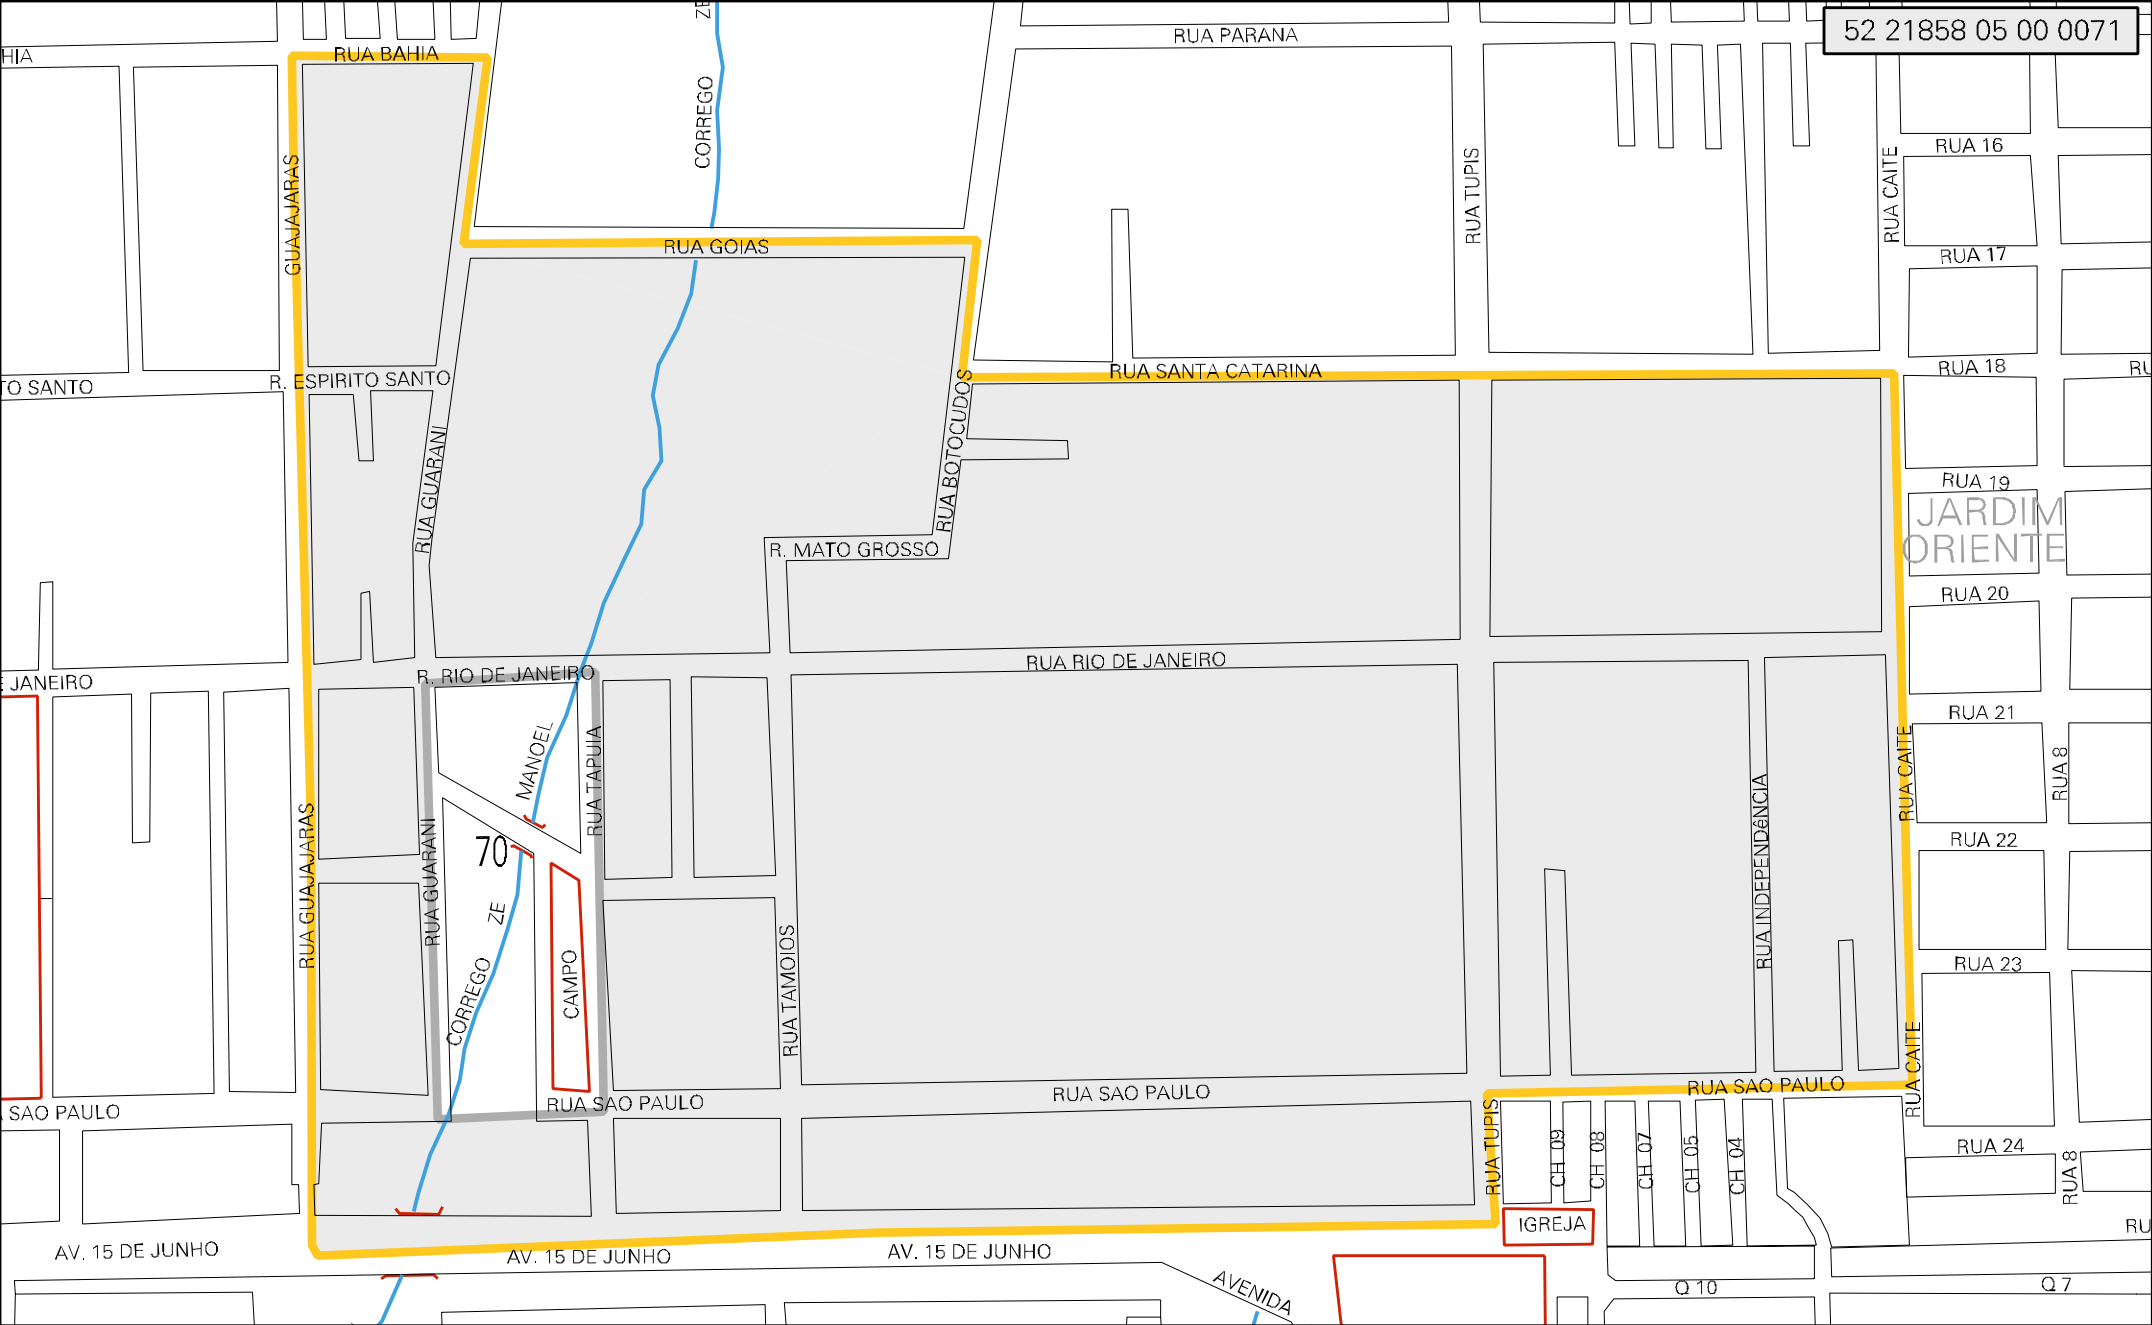 ZE
RUA PARANA
52 21858 05 00 0071
HIA
RUA BAHIA
CORREGO
RUA 16
GUAJAJARAS
RUA TUPIS
RUA CAITE
RUA GOIAS
RUA 17
RUA SANTA CATARINA
RUA 18
RU
TO SANTO
R. ESPIRITO SANTO
RUA BOTOCUDOS
RUA GUARANI
RUA 19
JARDIM
ORIENTE
R. MATO GROSSO
RUA 20
E JANEIRO
R. RIO DE JANEIRO
RUA RIO DE JANEIRO
RUA 21
MANOEL
RUA TAPUIA
RUA CAITE
RUA 8
RUA INDEPENDêNCIA
RUA 22
70
RUA GUARANI
RUA GUAJAJARAS
ZE
CORREGO
CAMPO
RUA TAMOIOS
RUA 23
RUA CAITE
RUA SAO PAULO
A SAO PAULO
RUA SAO PAULO
RUA SAO PAULO
RUA TUPIS
CH 09
CH 08
CH 07
CH 05
CH 04
RUA 24
RUA 8
IGREJA
RU
AV. 15 DE JUNHO
AV. 15 DE JUNHO
AV. 15 DE JUNHO
AVENIDA
Q 10
Q 7